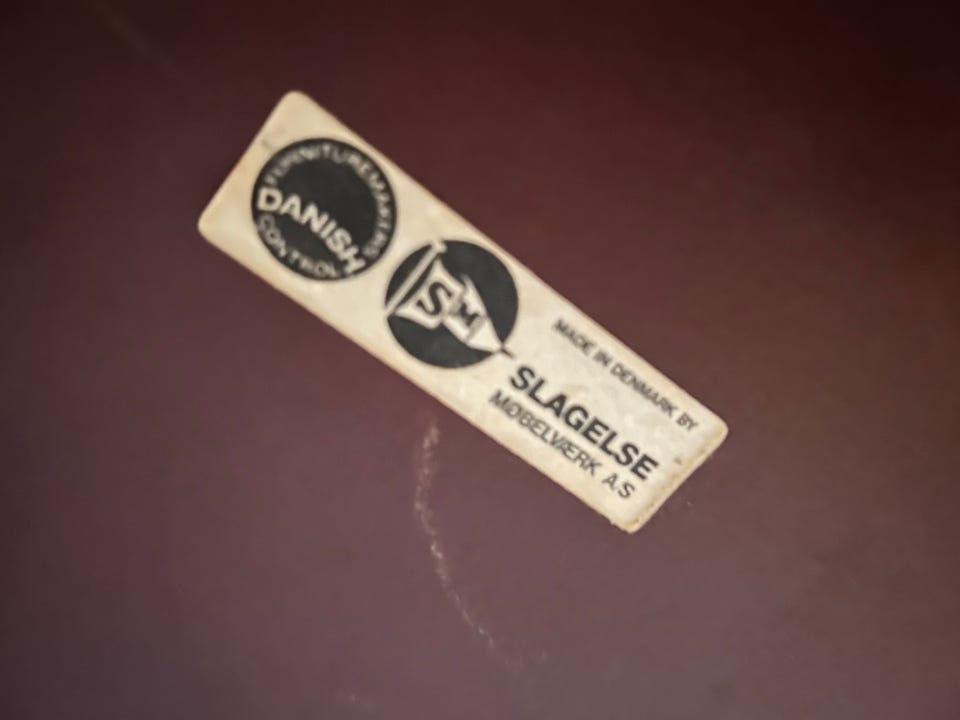 FURNITUREMAKERS
DANISH
CONTROL
SM
MADE IN DENMARK BY
SLAGELSE
MØBELVÆRK A/S